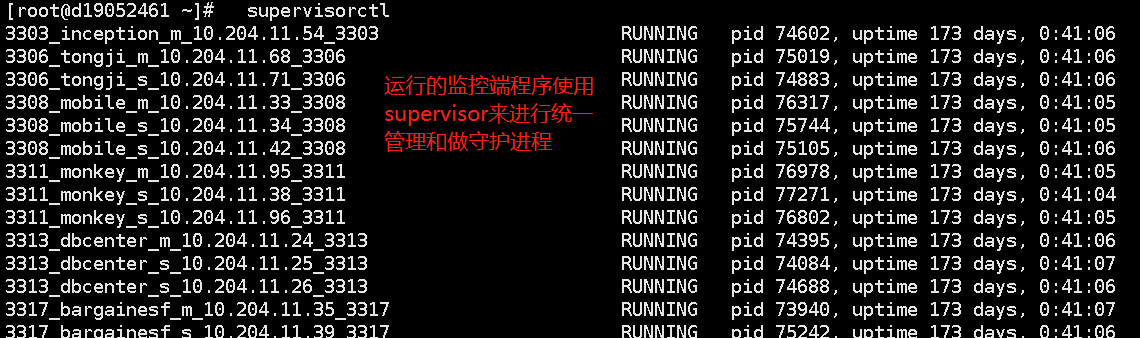 [root@d19052461 ~]#   supervisorctl
3303_inception_m_10.204.11.54_3303 RUNNING pid 74602, uptime 173 days, 0:41:06
3306_tongji_m_10.204.11.68_3306 RUNNING pid 75019, uptime 173 days, 0:41:06
3306_tongji_s_10.204.11.71_3306 RUNNING pid 74883, uptime 173 days, 0:41:06
3308_mobile_m_10.204.11.33_3308 RUNNING pid 76317, uptime 173 days, 0:41:05
3308_mobile_s_10.204.11.34_3308 RUNNING pid 75744, uptime 173 days, 0:41:05
3308_mobile_s_10.204.11.42_3308 RUNNING pid 75105, uptime 173 days, 0:41:06
3311_monkey_m_10.204.11.95_3311 RUNNING pid 76978, uptime 173 days, 0:41:05
3311_monkey_s_10.204.11.38_3311 RUNNING pid 77271, uptime 173 days, 0:41:04
3311_monkey_s_10.204.11.96_3311 RUNNING pid 76802, uptime 173 days, 0:41:05
3313_dbcenter_m_10.204.11.24_3313 RUNNING pid 74395, uptime 173 days, 0:41:06
3313_dbcenter_s_10.204.11.25_3313 RUNNING pid 74084, uptime 173 days, 0:41:07
3313_dbcenter_s_10.204.11.26_3313 RUNNING pid 74688, uptime 173 days, 0:41:06
3317_bargainesf_m_10.204.11.35_3317 RUNNING pid 73940, uptime 173 days, 0:41:07
3317_bargainesf_s_10.204.11.39_3317 RUNNING pid 75242, uptime 173 days, 0:41:06
运行的监控端程序使用
supervisor来进行统一
管理和做守护进程